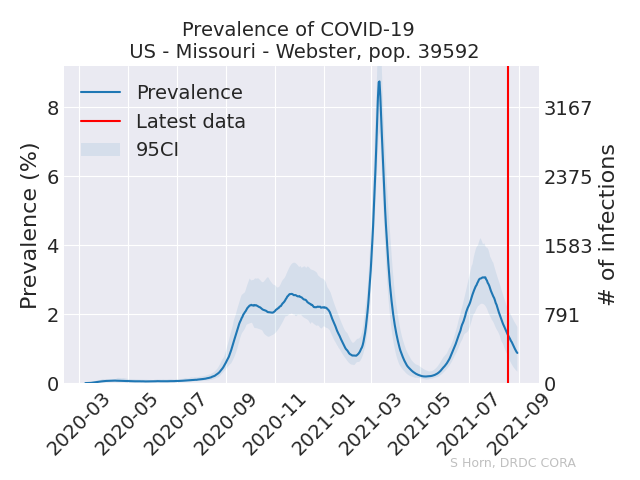 Prevalence of COVID-19
US - Missouri - Webster, pop. 39592
Prevalence
Latest data
95CI
Prevalence (%)
8
6
4
2
0
3167
2375
1583
791
0
# of infections
2020-03
2020-05
2020-07
2020-09
2020-11
2021-01
2021-03
2021-05
2021-07
2021-09
S Horn, DRDC CORA